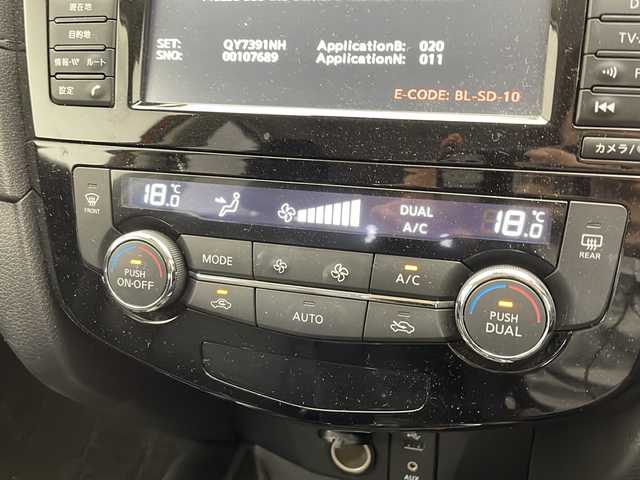 現在地
目的地
情報・VICS ルート
設定
SET: QY7391NH ApplicationB: 020
SNO: 00107689 ApplicationN: 011
E-CODE: BL-SD-10
TV
カメラ
18.0 °C
DUAL
A/C
18.0 °C
FRONT
REAR
PUSH
ON·OFF
MODE
A/C
AUTO
PUSH
DUAL
AUX